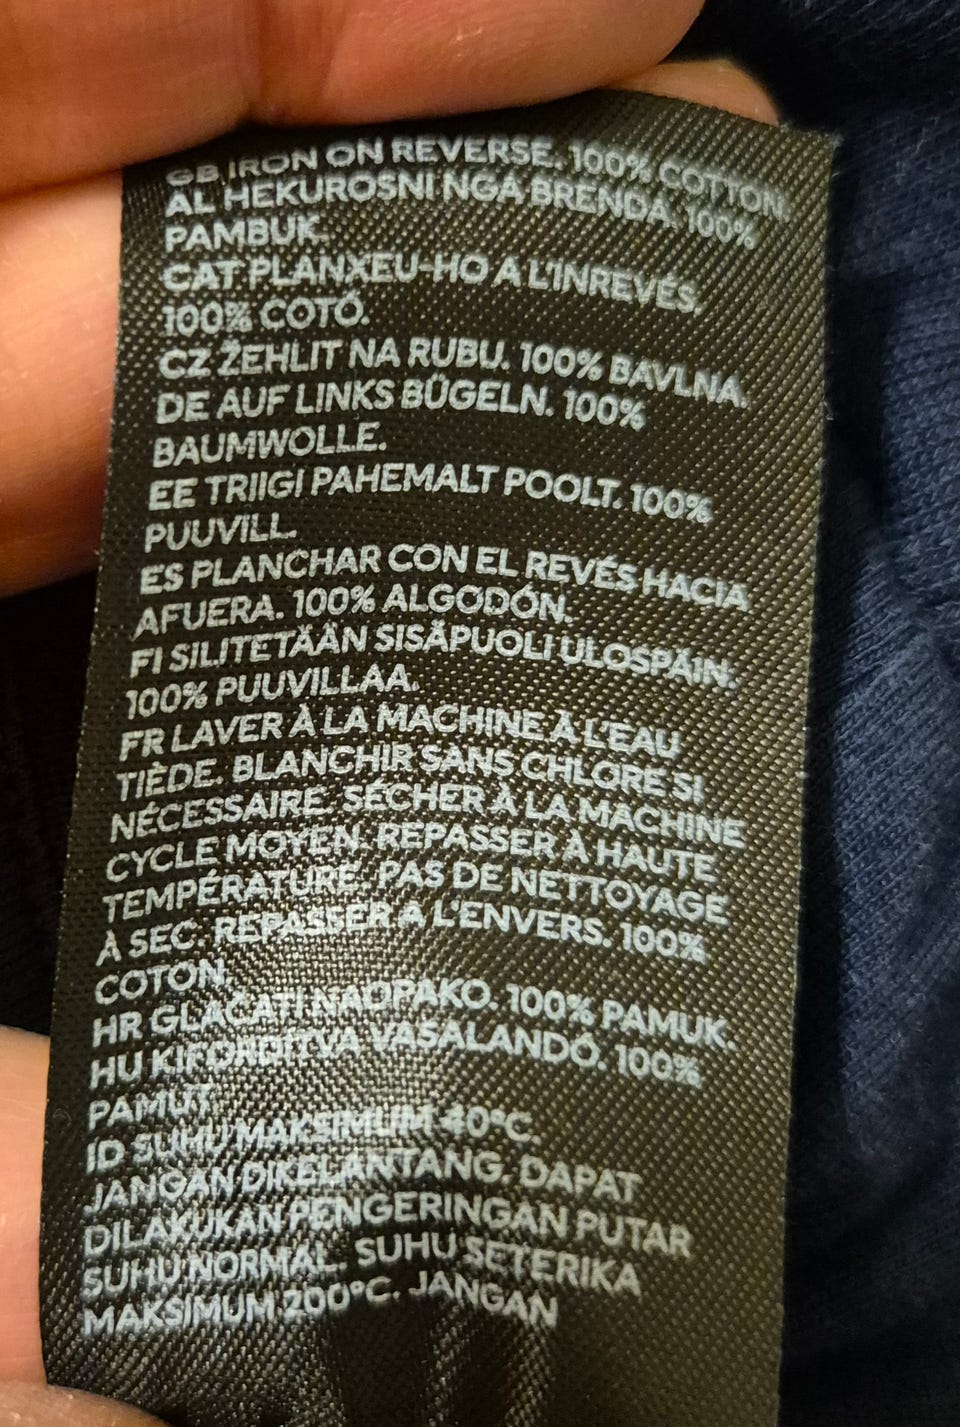 GB IRON ON REVERSE. 100% COTTON.
AL HEKUROSNI NGA BRENDA. 100%
PAMBUK.
CAT PLANXEU-HO A L'INREVÉS.
100% COTÓ.
CZ ŽEHLIT NA RUBU. 100% BAVLNA.
DE AUF LINKS BÜGELN. 100%
BAUMWOLLE.
EE TRIIGI PAHEMALT POOLT. 100%
PUUVILL.
ES PLANCHAR CON EL REVÉS HACIA
AFUERA. 100% ALGODÓN.
FI SILITETÄÄN SISÄPUOLI ULOSPÄIN.
100% PUUVILLAA.
FR LAVER À LA MACHINE À L'EAU
TIÈDE. BLANCHIR SANS CHLORE SI
NÉCESSAIRE. SÉCHER À LA MACHINE
CYCLE MOYEN. REPASSER À HAUTE
TEMPÉRATURE. PAS DE NETTOYAGE
À SEC. REPASSER A L'ENVERS. 100%
COTON.
HR GLAČATI NAOPAKO. 100% PAMUK.
HU KIFORDÍTVA VASALANDÓ. 100%
PAMUT
ID SUHU MAKSIMUM 40°C.
JANGAN DIKELANTANG. DAPAT
DILAKUKAN PENGERINGAN PUTAR
SUHU NORMAL. SUHU SETERIKA
MAKSIMUM 200°C. JANGAN